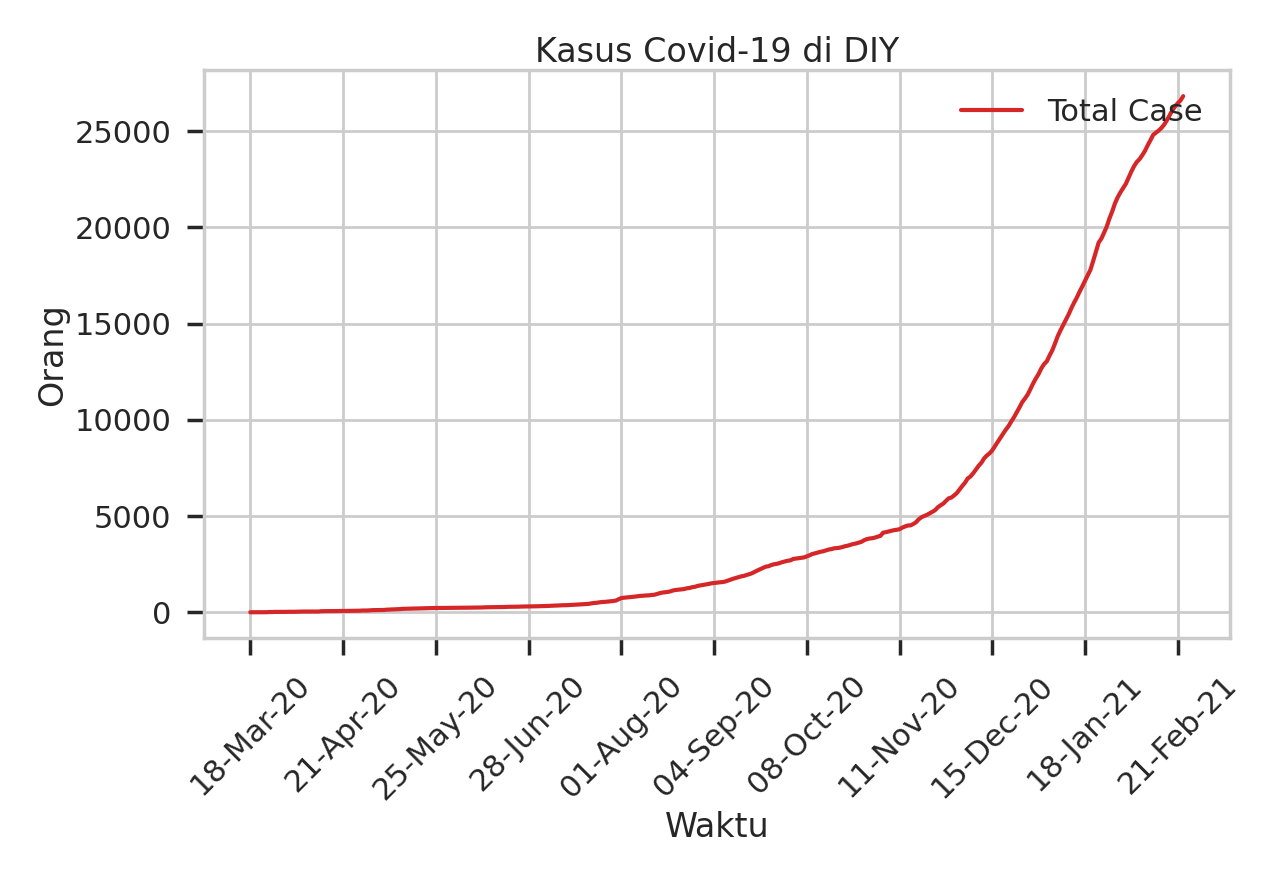 Kasus Covid-19 di DIY
Total Case
Orang
25000
20000
15000
10000
5000
0
18-Mar-20
21-Apr-20
25-May-20
28-Jun-20
01-Aug-20
04-Sep-20
08-Oct-20
11-Nov-20
15-Dec-20
18-Jan-21
21-Feb-21
Waktu